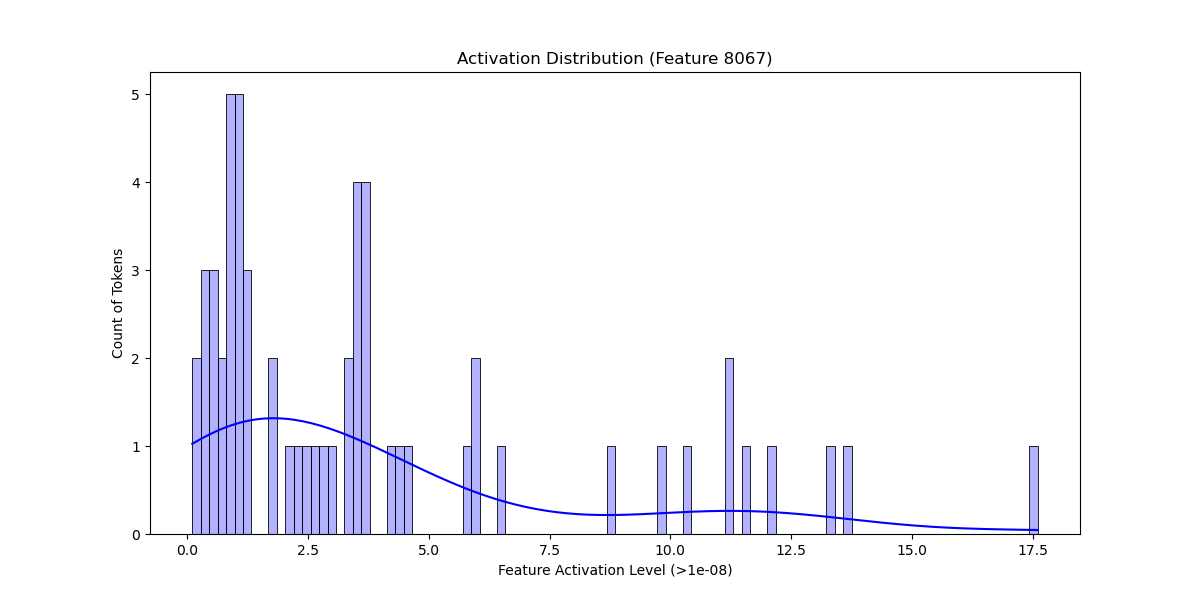 Activation Distribution (Feature 8067)
Count of Tokens
5
4
3
2
1
0
0.0 2.5 5.0 7.5 10.0 12.5 15.0 17.5
Feature Activation Level (>1e-08)